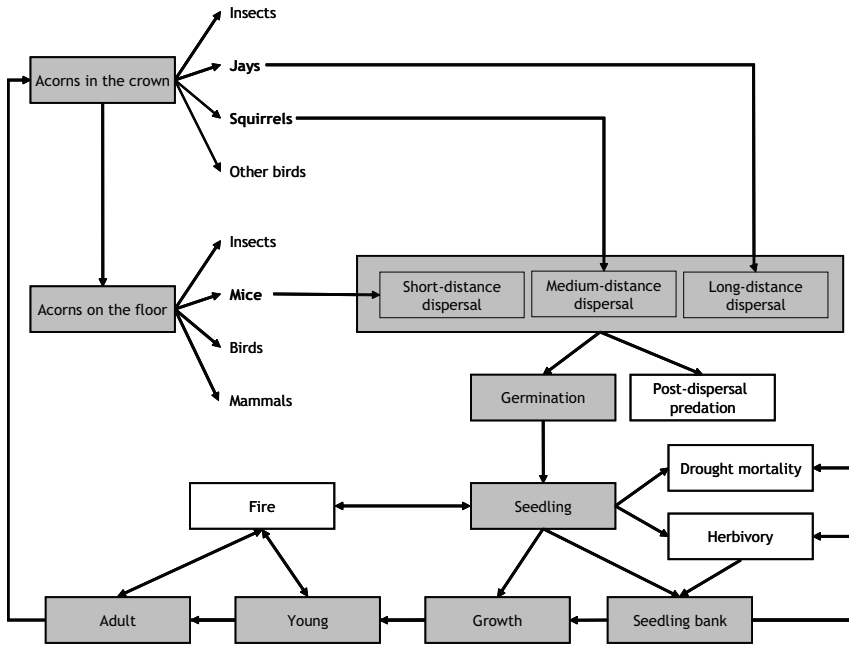 Insects
Acorns in the crown
Jays
Squirrels
Other birds
Insects
Acorns on the floor
Mice
Birds
Mammals
Short-distance
dispersal
Medium-distance
dispersal
Long-distance
dispersal
Germination
Post-dispersal
predation
Drought mortality
Fire
Seedling
Herbivory
Adult
Young
Growth
Seedling bank